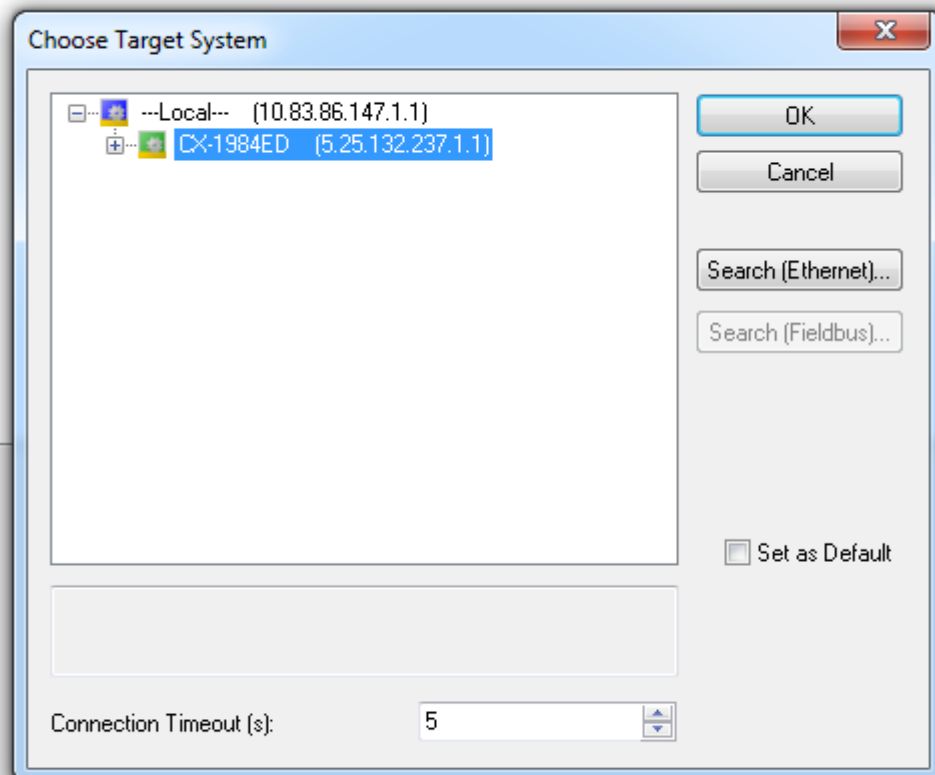 Choose Target System
---Local--- (10.83.86.147.1.1)
CX-1984ED (5.25.132.237.1.1)
OK
Cancel
Search (Ethernet)...
Search (Fieldbus)...
Set as Default
Connection Timeout (s):
5